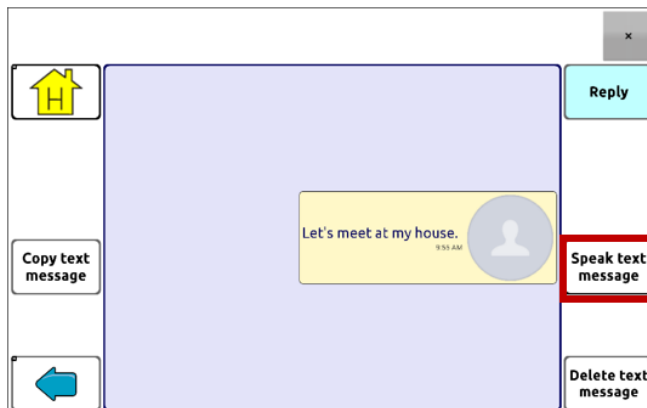 ×
H
Reply
Let's meet at my house.
9:55 AM
Copy text
message
Speak text
message
Delete text
message